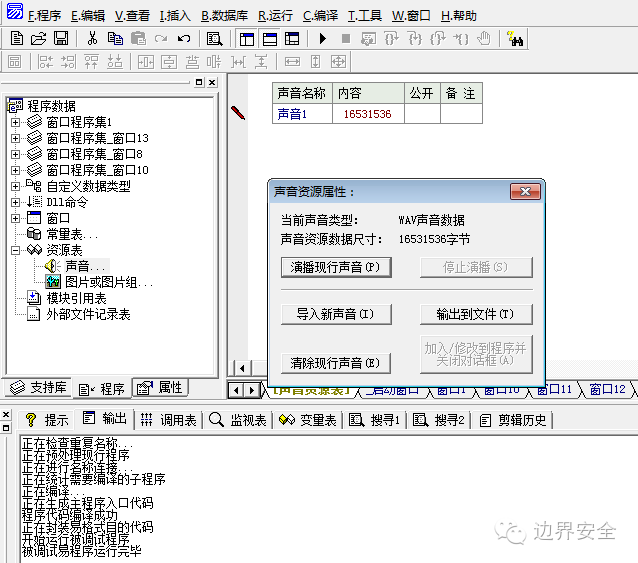 F.程序 E.编辑 V.查看 I.插入 B.数据库 R.运行 C.编译 T.工具 W.窗口 H.帮助
程序数据
窗口程序集1
窗口程序集_窗口13
窗口程序集_窗口8
窗口程序集_窗口10
自定义数据类型
Dll命令
窗口
常量表...
资源表
声音...
图片或图片组...
模块引用表
外部文件记录表
支持库 程序 属性
声音名称 内容 公开 备 注
声音1 16531536
声音资源属性：
当前声音类型： WAV声音数据
声音资源数据尺寸： 16531536字节
演播现行声音(P) 停止演播(S)
导入新声音(I) 输出到文件(T)
清除现行声音(E) 加入/修改到程序并
关闭对话框(A)
[声音资源表] _启动窗口 窗口1 窗口10 窗口11 窗口12
提示 输出 调用表 监视表 变量表 搜寻1 搜寻2 剪辑历史
正在检查重复名称...
正在预处理现行程序
正在进行名称连接...
正在统计需要编译的子程序
正在编译...
正在生成主程序入口代码
程序代码编译成功
正在封装易格式目的代码
开始运行被调试程序
被调试易程序运行完毕
边界安全